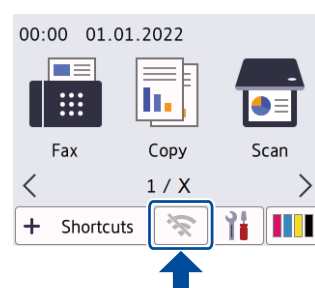 00:00 01.01.2022
Fax Copy Scan
< 1 / X >
+ Shortcuts